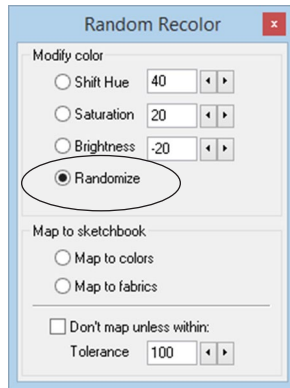 Random Recolor
x
Modify color
Shift Hue 40
Saturation 20
Brightness -20
Randomize
Map to sketchbook
Map to colors
Map to fabrics
Don't map unless within:
Tolerance 100